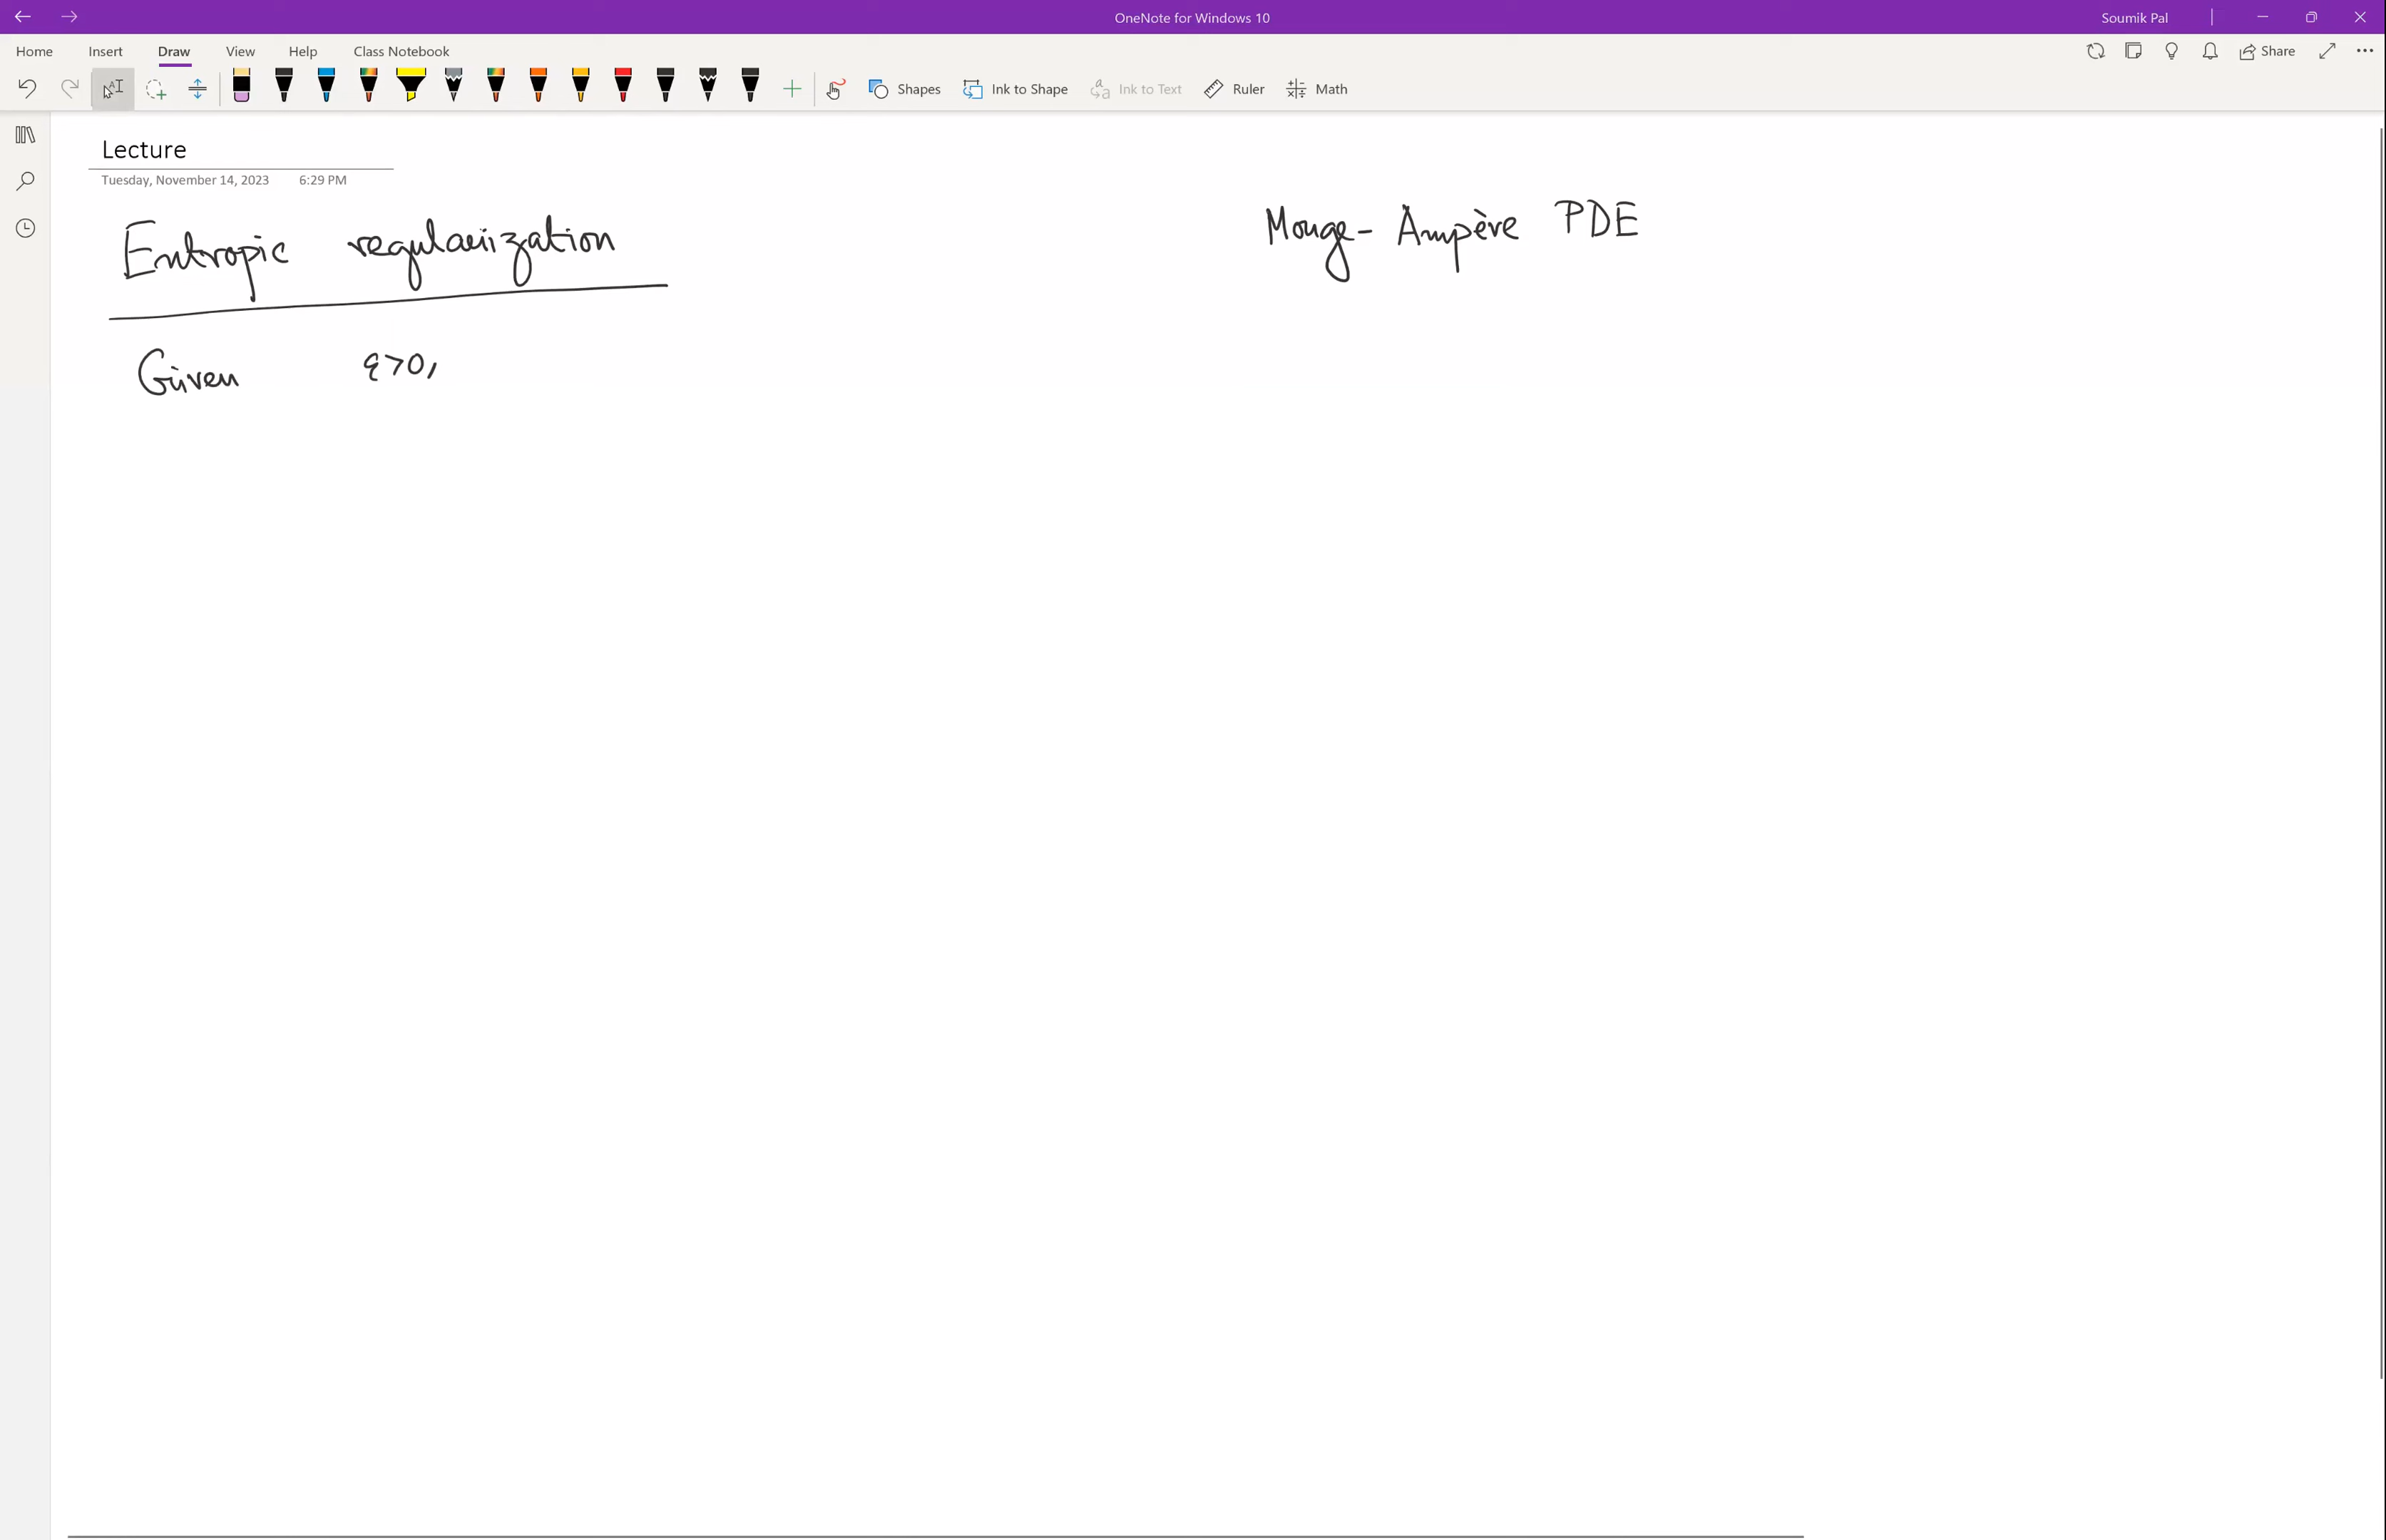 OneNote for Windows 10
Soumik Pal
Home Insert Draw View Help Class Notebook
Share
Shapes Ink to Shape Ink to Text Ruler Math
Lecture
Tuesday, November 14, 2023 6:29 PM
Entropic regularization
Monge-Ampère PDE
Given ε>0,